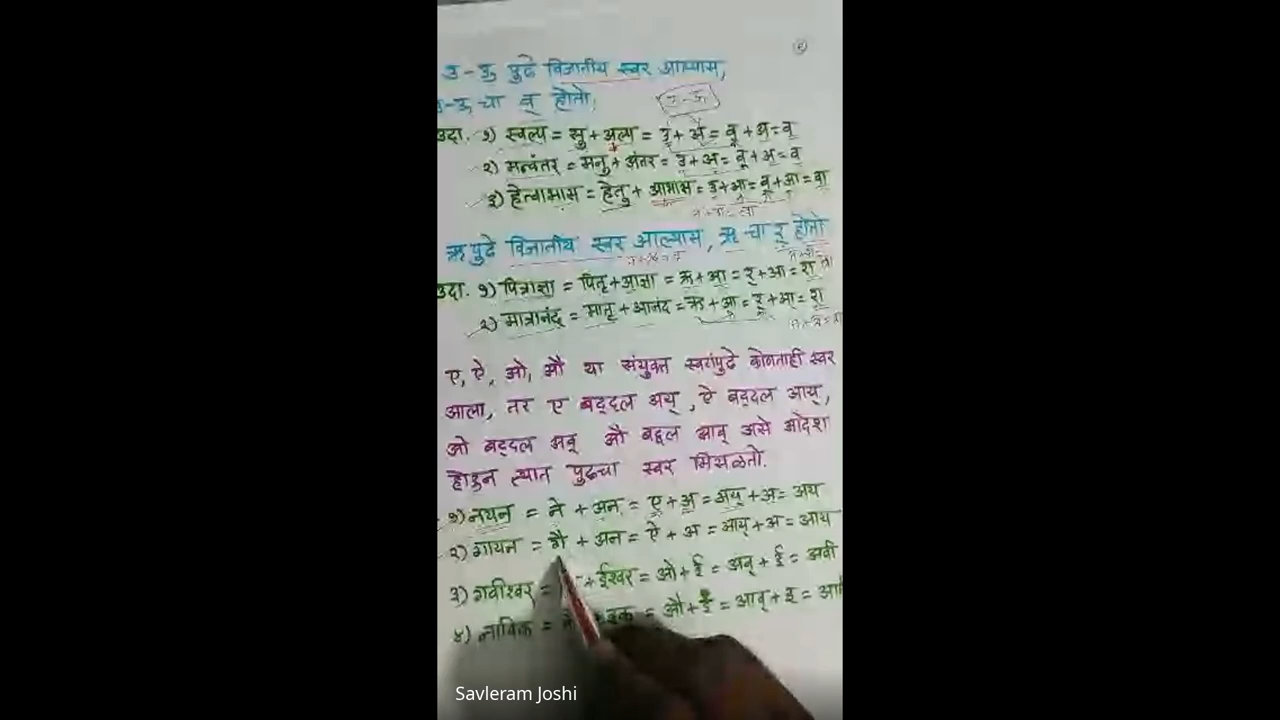 उ-ऊ पुढे विजातीय स्वर आल्यास,
उ-ऊ चा व् होतो.
उ-ऊ
उदा. १) स्वल्प = सु + अल्प = उ + अ = व् + अ = व
२) मन्वंतर = मनु + अंतर = उ + अ = व् + अ = व
३) हेत्वाभास = हेतु + आभास = उ + आ = व् + आ = वा
ऋ पुढे विजातीय स्वर आल्यास, ऋ चा र् होतो
उदा. १) पित्राज्ञा = पितृ + आज्ञा = ऋ + आ = र् + आ = रा
२) मात्रानंद = मातृ + आनंद = ऋ + आ = र् + आ = रा
ए, ऐ, ओ, औ या संयुक्त स्वरांपुढे कोणताही स्वर
आला, तर ए बद्दल अय्, ऐ बद्दल आय्,
ओ बद्दल अव् औ बद्दल आव् असे आदेश
होऊन त्यात पुढचा स्वर मिसळतो.
१) नयन = ने + अन = ए + अ = अय् + अ = अय
२) गायन = गै + अन = ऐ + अ = आय् + अ = आय
३) गवीश्वर = + ईश्वर = ओ + ई = अव् + ई = अवी
४) नाविक = + इक = औ + इ = आव् + इ =
Savleram Joshi